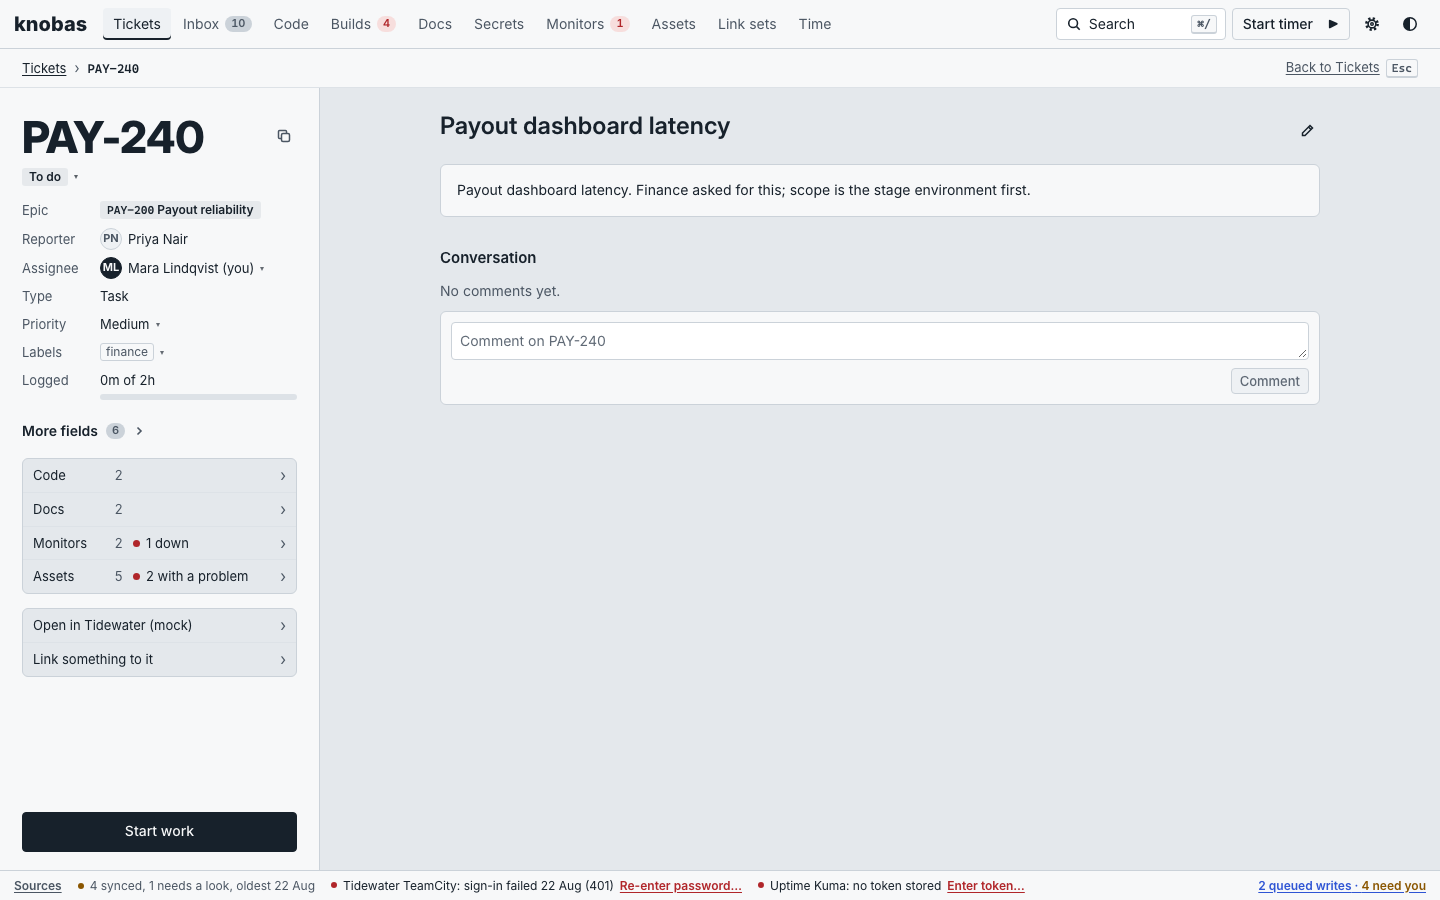 knobas Tickets Inbox 10 Code Builds 4 Docs Secrets Monitors 1 Assets Link sets Time Search ⌘/ Start timer
Tickets › PAY-240 Back to Tickets Esc
PAY-240
To do
Epic PAY-200 Payout reliability
Reporter PN Priya Nair
Assignee ML Mara Lindqvist (you)
Type Task
Priority Medium
Labels finance
Logged 0m of 2h
More fields 6
Code 2
Docs 2
Monitors 2 1 down
Assets 5 2 with a problem
Open in Tidewater (mock)
Link something to it
Start work
Payout dashboard latency
Payout dashboard latency. Finance asked for this; scope is the stage environment first.
Conversation
No comments yet.
Comment on PAY-240
Comment
Sources 4 synced, 1 needs a look, oldest 22 Aug Tidewater TeamCity: sign-in failed 22 Aug (401) Re-enter password... Uptime Kuma: no token stored Enter token... 2 queued writes · 4 need you